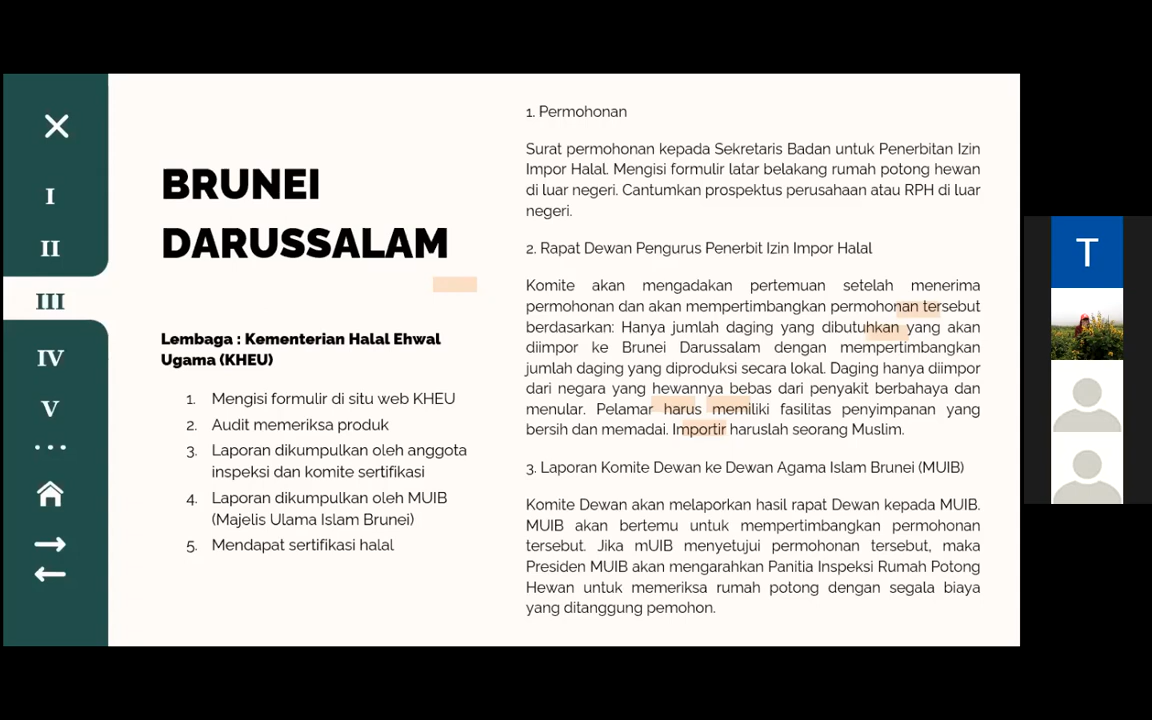 I
II
III
IV
V
...
BRUNEI
DARUSSALAM
Lembaga : Kementerian Halal Ehwal
Ugama (KHEU)
1. Mengisi formulir di situ web KHEU
2. Audit memeriksa produk
3. Laporan dikumpulkan oleh anggota
inspeksi dan komite sertifikasi
4. Laporan dikumpulkan oleh MUIB
(Majelis Ulama Islam Brunei)
5. Mendapat sertifikasi halal
1. Permohonan
Surat permohonan kepada Sekretaris Badan untuk Penerbitan Izin
Impor Halal. Mengisi formulir latar belakang rumah potong hewan
di luar negeri. Cantumkan prospektus perusahaan atau RPH di luar
negeri.
2. Rapat Dewan Pengurus Penerbit Izin Impor Halal
Komite akan mengadakan pertemuan setelah menerima
permohonan dan akan mempertimbangkan permohonan tersebut
berdasarkan: Hanya jumlah daging yang dibutuhkan yang akan
diimpor ke Brunei Darussalam dengan mempertimbangkan
jumlah daging yang diproduksi secara lokal. Daging hanya diimpor
dari negara yang hewannya bebas dari penyakit berbahaya dan
menular. Pelamar harus memiliki fasilitas penyimpanan yang
bersih dan memadai. Importir haruslah seorang Muslim.
3. Laporan Komite Dewan ke Dewan Agama Islam Brunei (MUIB)
Komite Dewan akan melaporkan hasil rapat Dewan kepada MUIB.
MUIB akan bertemu untuk mempertimbangkan permohonan
tersebut. Jika mUIB menyetujui permohonan tersebut, maka
Presiden MUIB akan mengarahkan Panitia Inspeksi Rumah Potong
Hewan untuk memeriksa rumah potong dengan segala biaya
yang ditanggung pemohon.
T